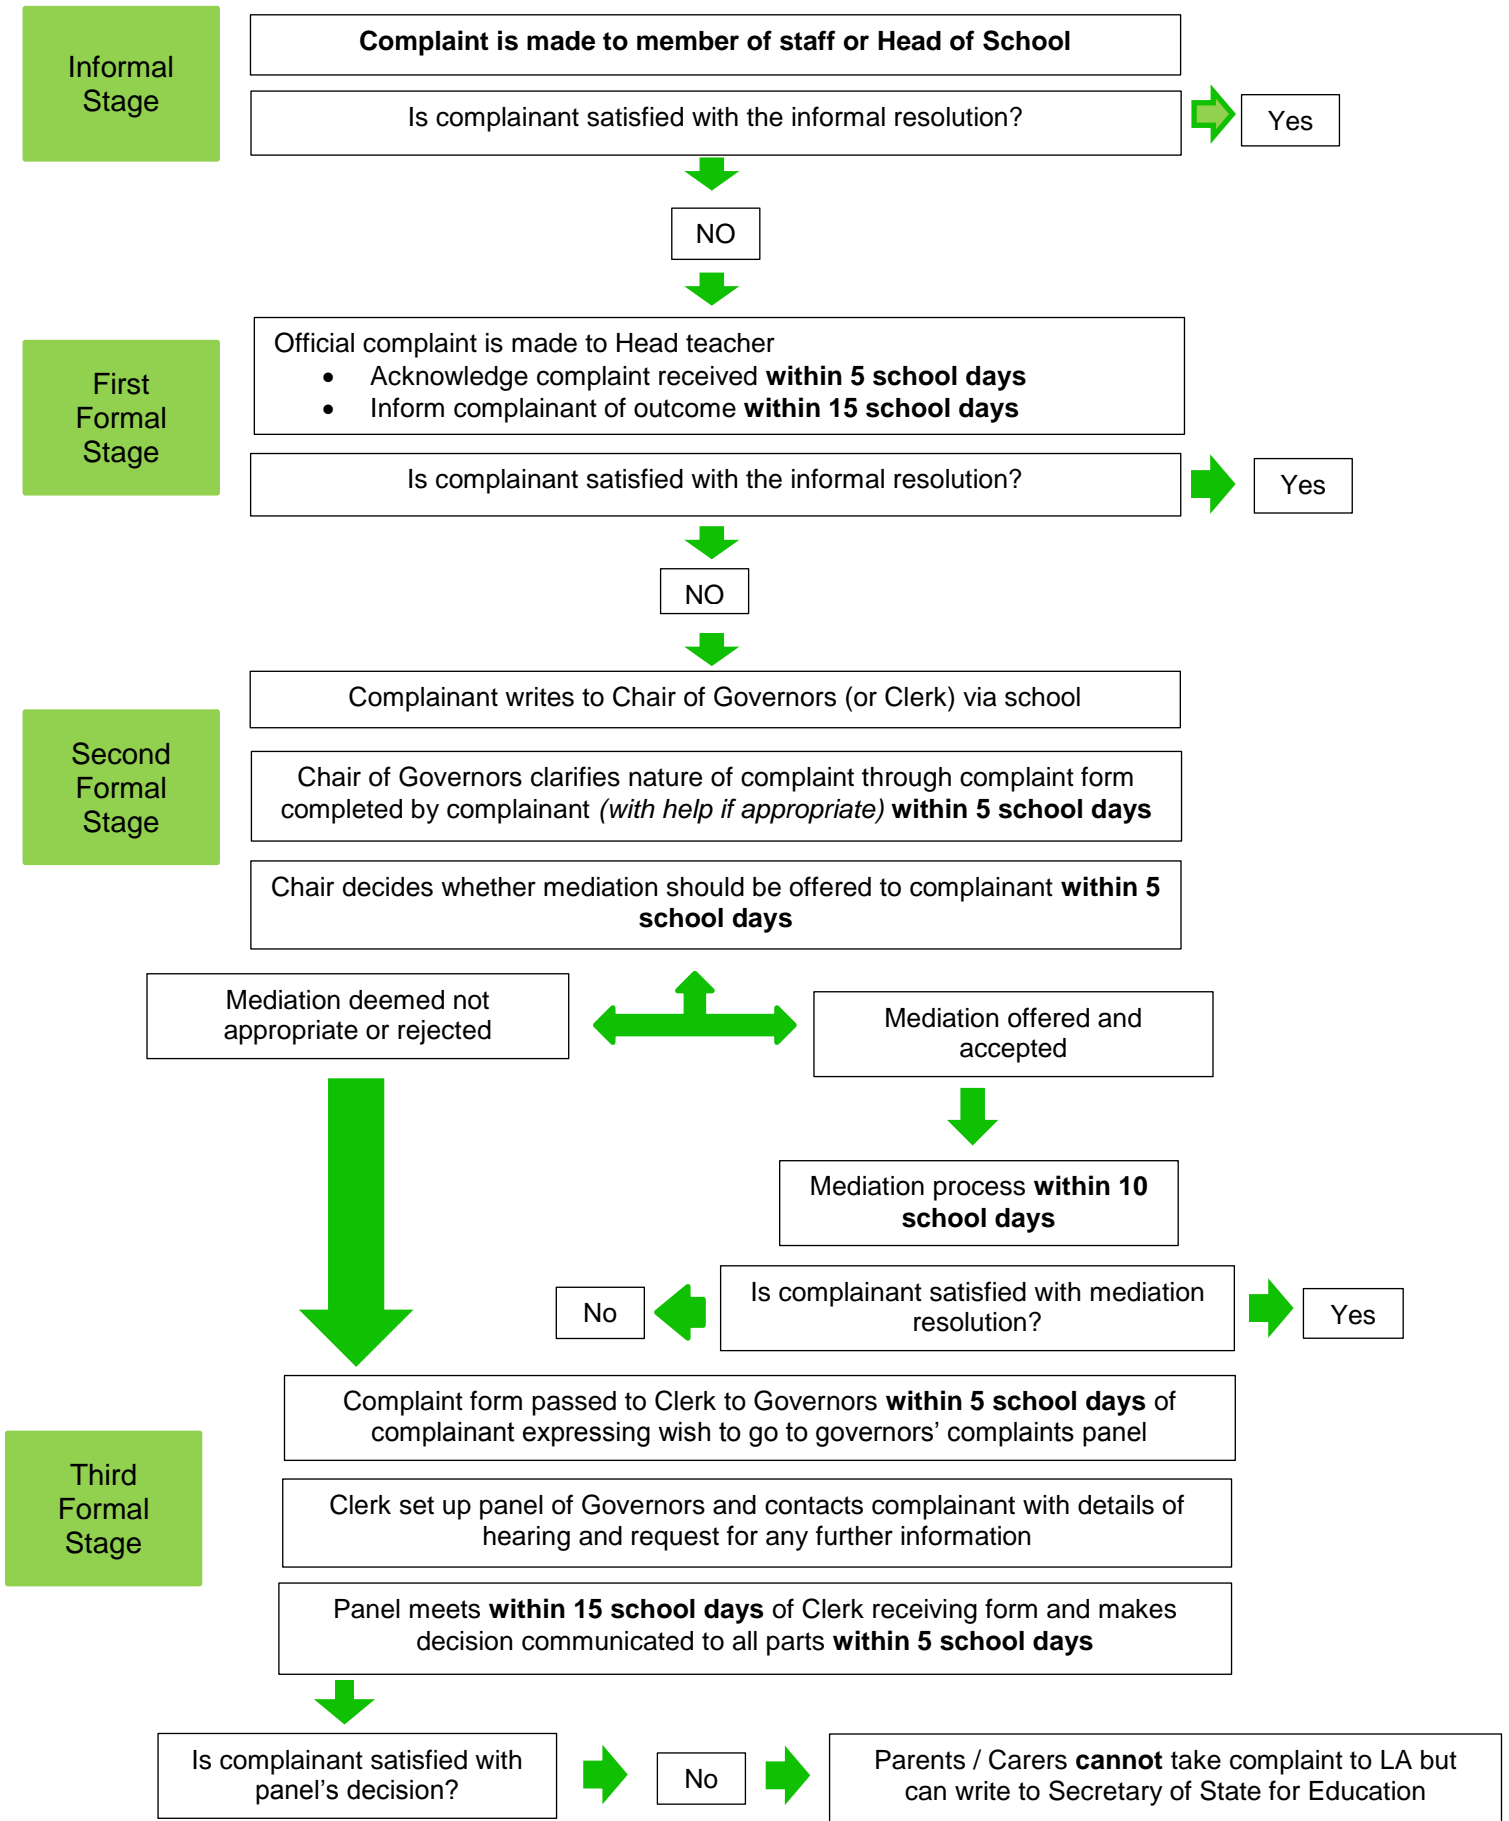 Informal
Stage
Complaint is made to member of staff or Head of School
Is complainant satisfied with the informal resolution?
Yes
NO
First
Formal
Stage
Official complaint is made to Head teacher
• Acknowledge complaint received within 5 school days
• Inform complainant of outcome within 15 school days
Is complainant satisfied with the informal resolution?
Yes
NO
Second
Formal
Stage
Complainant writes to Chair of Governors (or Clerk) via school
Chair of Governors clarifies nature of complaint through complaint form
completed by complainant (with help if appropriate) within 5 school days
Chair decides whether mediation should be offered to complainant within 5
school days
Mediation deemed not
appropriate or rejected
Mediation offered and
accepted
Mediation process within 10
school days
Is complainant satisfied with mediation
resolution?
No
Yes
Third
Formal
Stage
Complaint form passed to Clerk to Governors within 5 school days of
complainant expressing wish to go to governors’ complaints panel
Clerk set up panel of Governors and contacts complainant with details of
hearing and request for any further information
Panel meets within 15 school days of Clerk receiving form and makes
decision communicated to all parts within 5 school days
Is complainant satisfied with
panel’s decision?
No
Parents / Carers cannot take complaint to LA but
can write to Secretary of State for Education